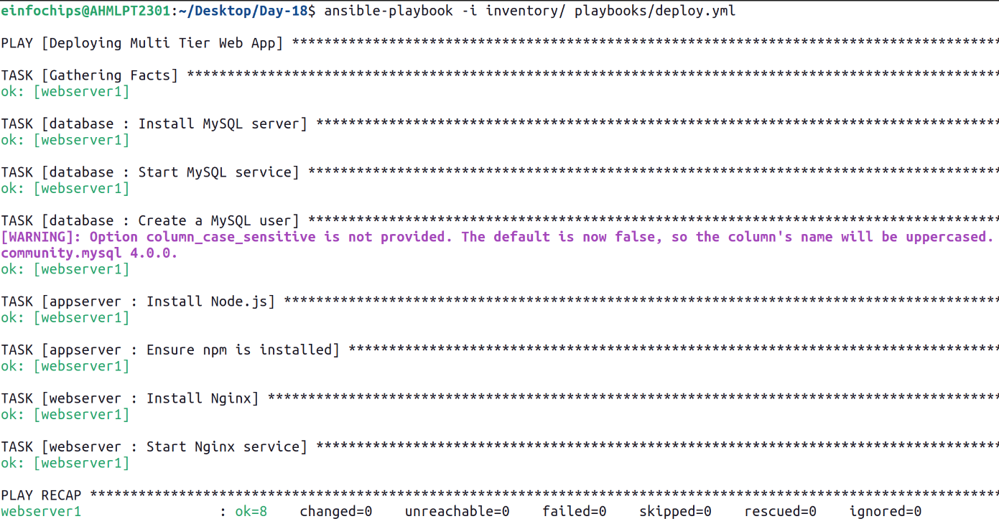 einfochips@AHMLPT2301:~/Desktop/Day-18$ ansible-playbook -i inventory/ playbooks/deploy.yml
PLAY [Deploying Multi Tier Web App] ****************************************************************************************
TASK [Gathering Facts] *****************************************************************************************************
ok: [webserver1]
TASK [database : Install MySQL server] *************************************************************************************
ok: [webserver1]
TASK [database : Start MySQL service] **************************************************************************************
ok: [webserver1]
TASK [database : Create a MySQL user] **************************************************************************************
[WARNING]: Option column_case_sensitive is not provided. The default is now false, so the column's name will be uppercased.
community.mysql 4.0.0.
ok: [webserver1]
TASK [appserver : Install Node.js] *****************************************************************************************
ok: [webserver1]
TASK [appserver : Ensure npm is installed] *********************************************************************************
ok: [webserver1]
TASK [webserver : Install Nginx] *******************************************************************************************
ok: [webserver1]
TASK [webserver : Start Nginx service] *************************************************************************************
ok: [webserver1]
PLAY RECAP *****************************************************************************************************************
webserver1                 : ok=8    changed=0    unreachable=0    failed=0    skipped=0    rescued=0    ignored=0